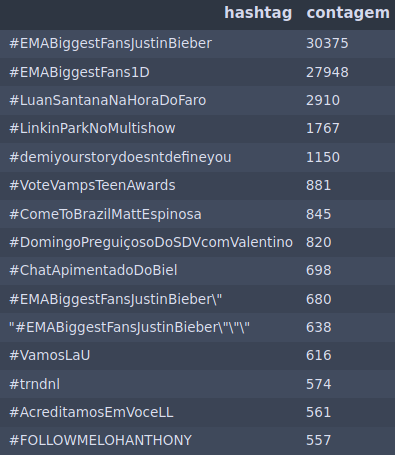 hashtag contagem
#EMABiggestFansJustinBieber 30375
#EMABiggestFans1D 27948
#LuanSantanaNaHoraDoFaro 2910
#LinkinParkNoMultishow 1767
#demiyourstorydoesntdefineyou 1150
#VoteVampsTeenAwards 881
#ComeToBrazilMattEspinosa 845
#DomingoPreguiçosoDoSDVcomValentino 820
#ChatApimentadoDoBiel 698
#EMABiggestFansJustinBieber\" 680
"#EMABiggestFansJustinBieber\"\"\" 638
#VamosLaU 616
#trndnl 574
#AcreditamosEmVoceLL 561
#FOLLOWMELOHANTHONY 557